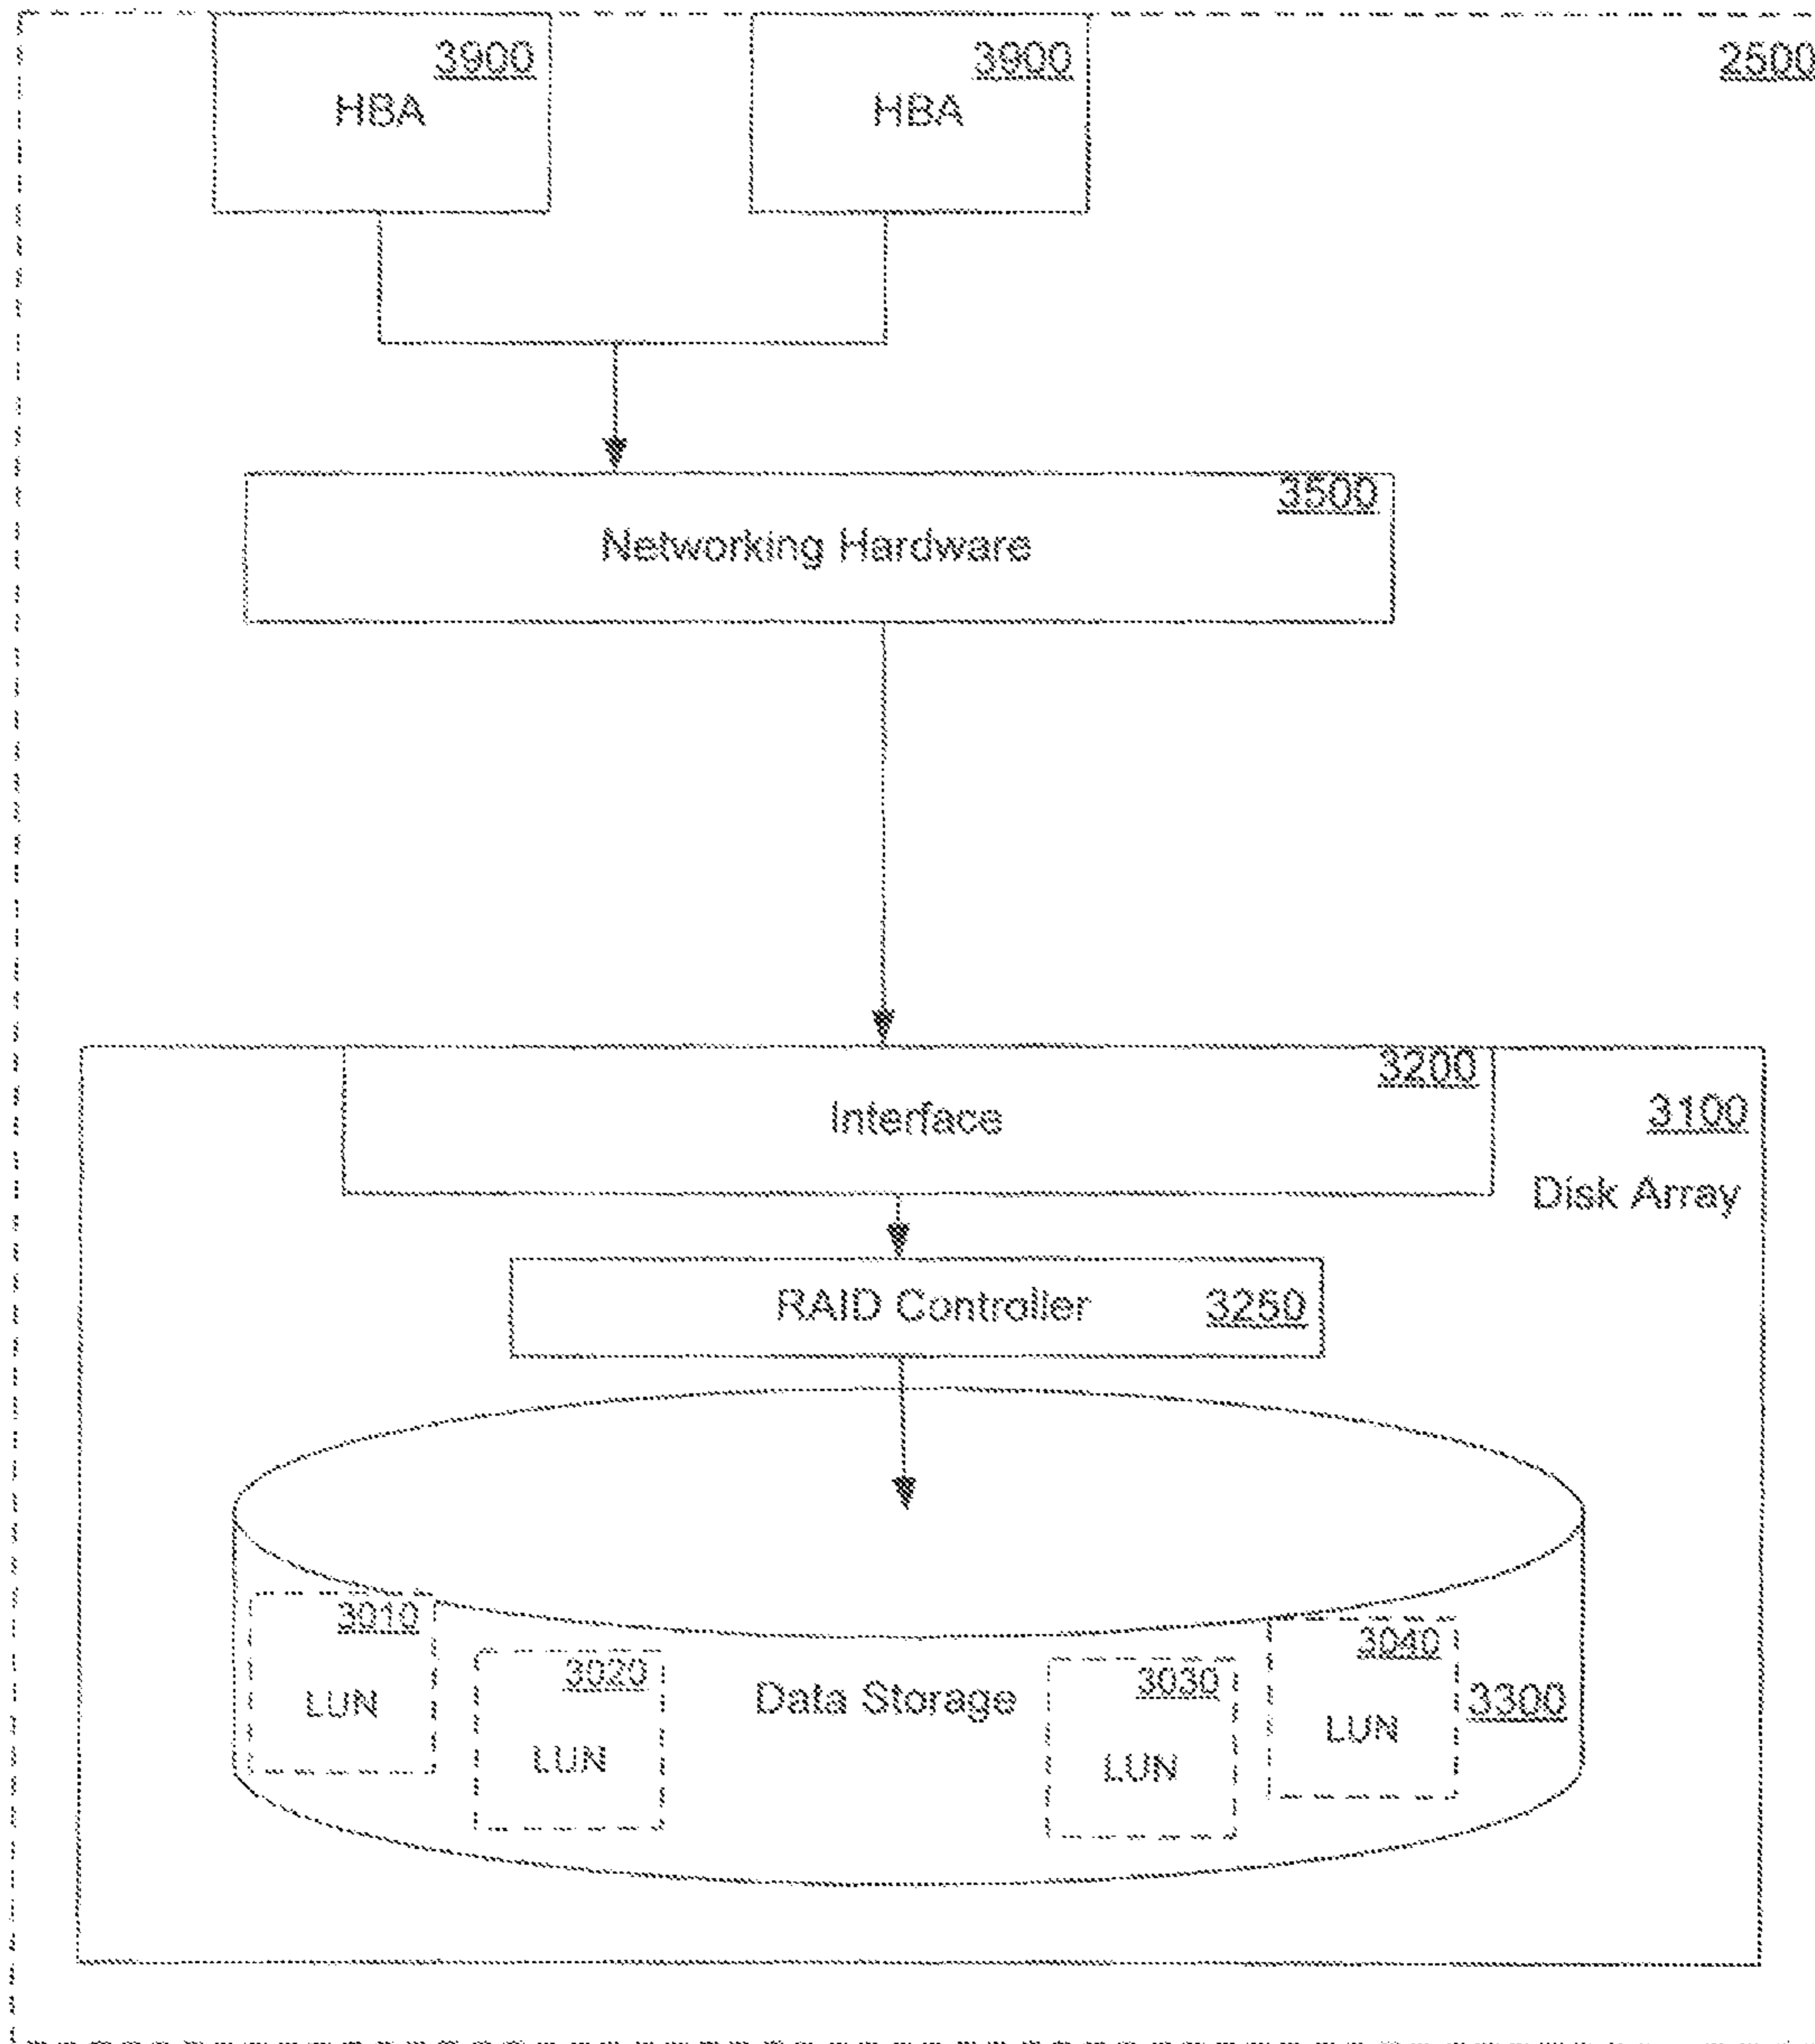 3900
HBA
3900
HBA
2500
3500
Networking Hardware
3200
Interface
3100
Disk Array
RAID Controller 3250
3010
LUN
3020
LUN
Data Storage
3030
LUN
3040
LUN
3300